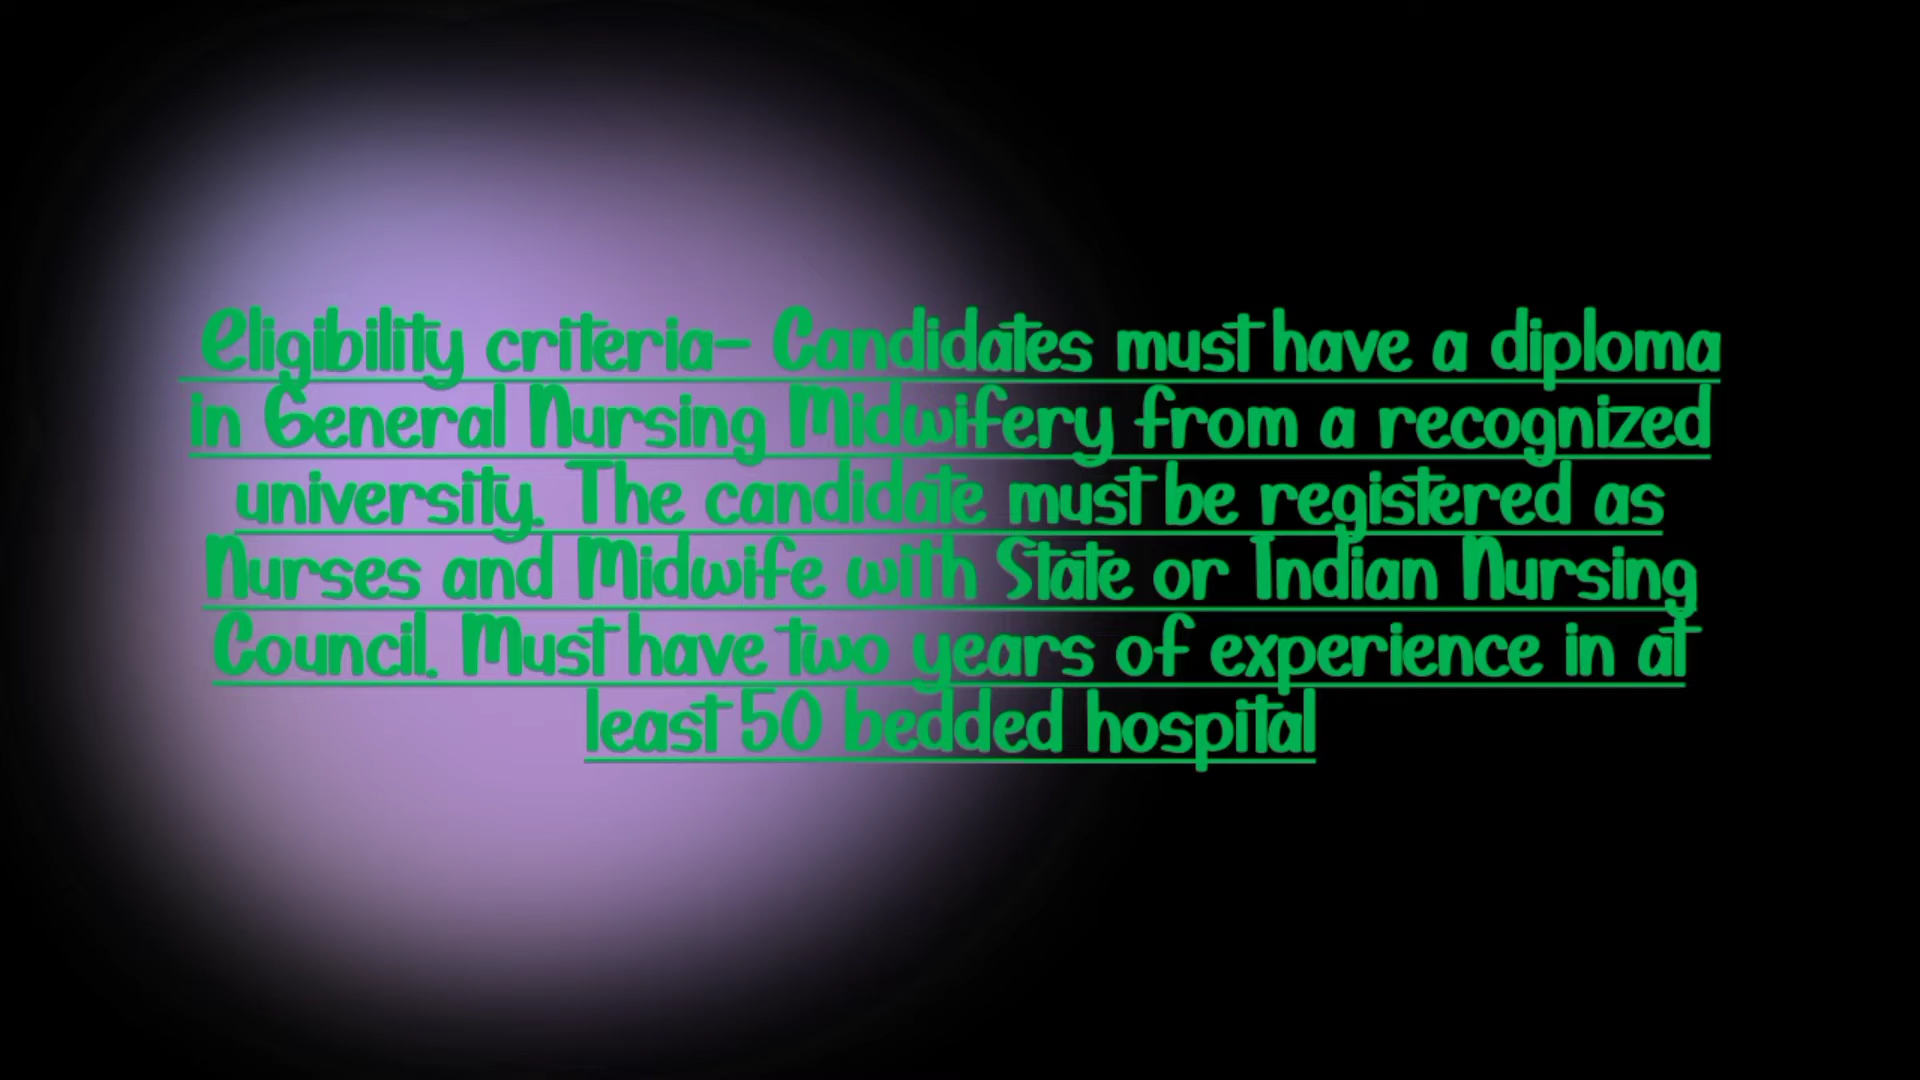 Eligibility criteria- Candidates must have a diploma
in General Nursing Midwifery from a recognized
university. The candidate must be registered as
Nurses and Midwife with State or Indian Nursing
Council. Must have two years of experience in at
least 50 bedded hospital